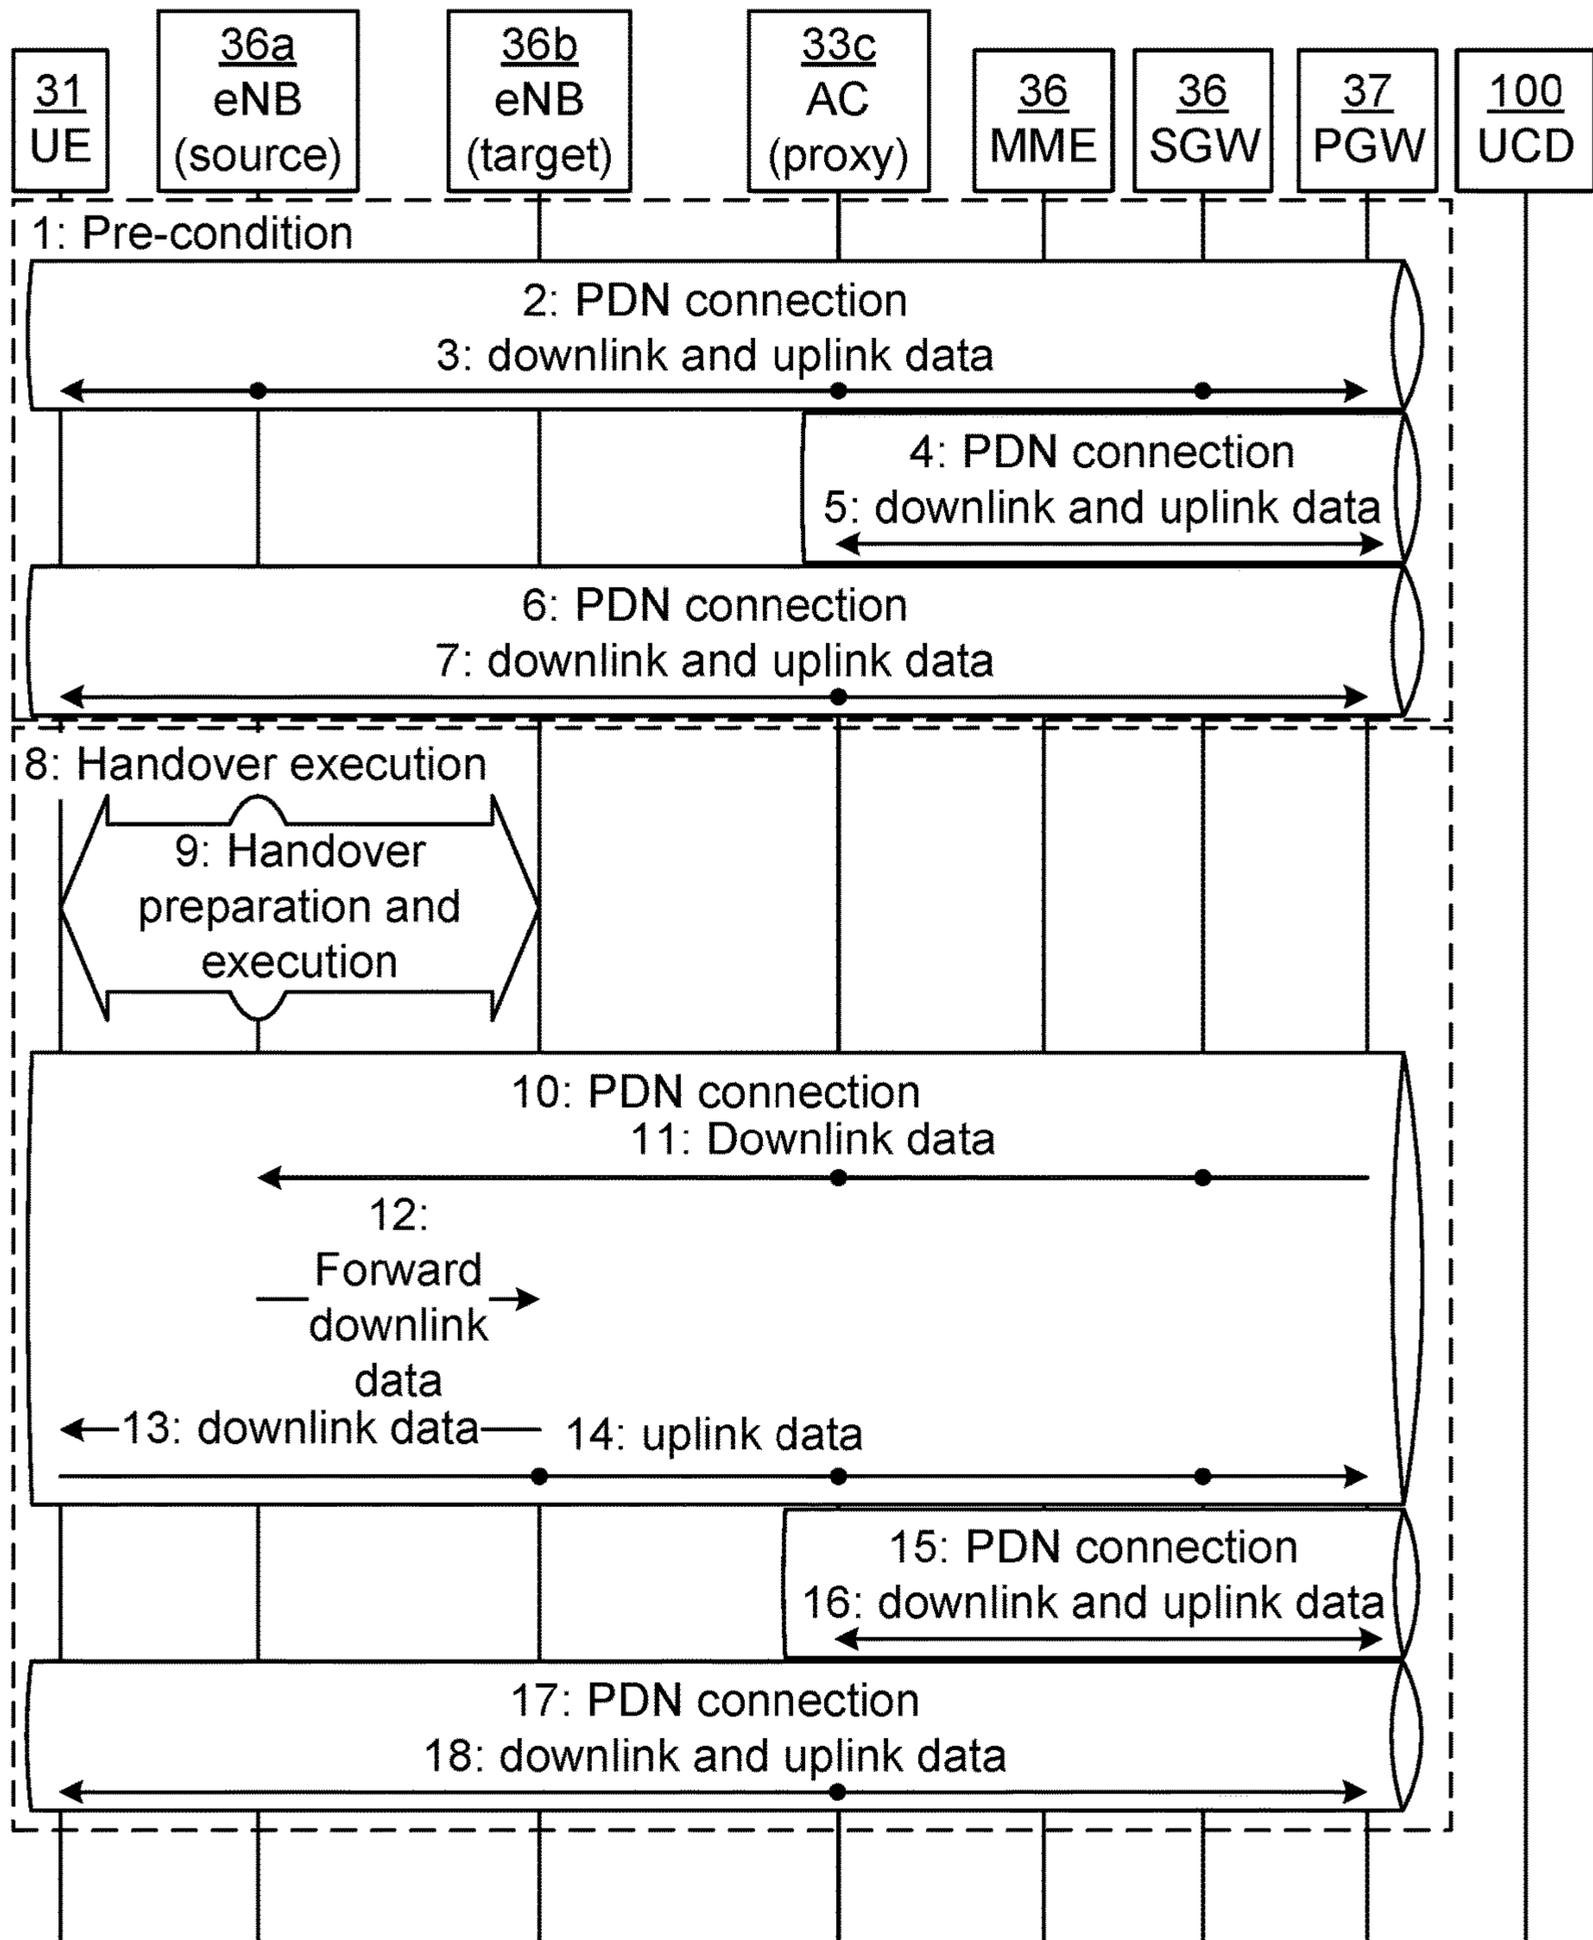 31
UE
36a
eNB
(source)
36b
eNB
(target)
33c
AC
(proxy)
36
MME
36
SGW
37
PGW
100
UCD
1: Pre-condition
2: PDN connection
3: downlink and uplink data
4: PDN connection
5: downlink and uplink data
6: PDN connection
7: downlink and uplink data
8: Handover execution
9: Handover
preparation and
execution
10: PDN connection
11: Downlink data
12:
Forward
downlink
data
13: downlink data
14: uplink data
15: PDN connection
16: downlink and uplink data
17: PDN connection
18: downlink and uplink data